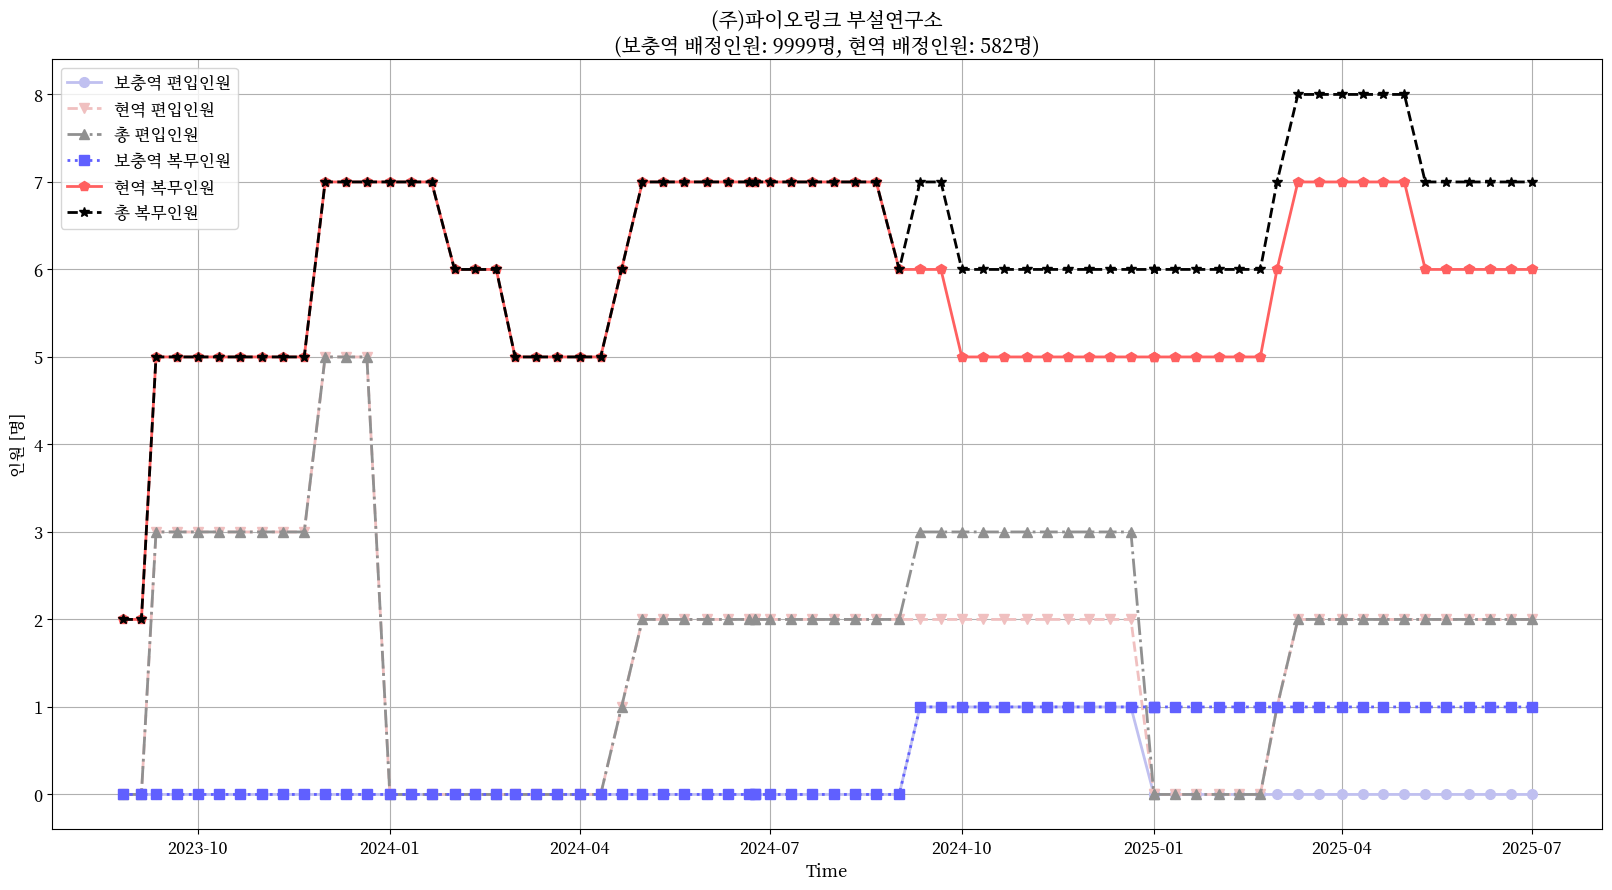 (주)파이오링크 부설연구소
(보충역 배정인원: 9999명, 현역 배정인원: 582명)
보충역 편입인원
현역 편입인원
총 편입인원
보충역 복무인원
현역 복무인원
총 복무인원
인원 [명]
8
7
6
5
4
3
2
1
0
2023-10 2024-01 2024-04 2024-07 2024-10 2025-01 2025-04 2025-07
Time